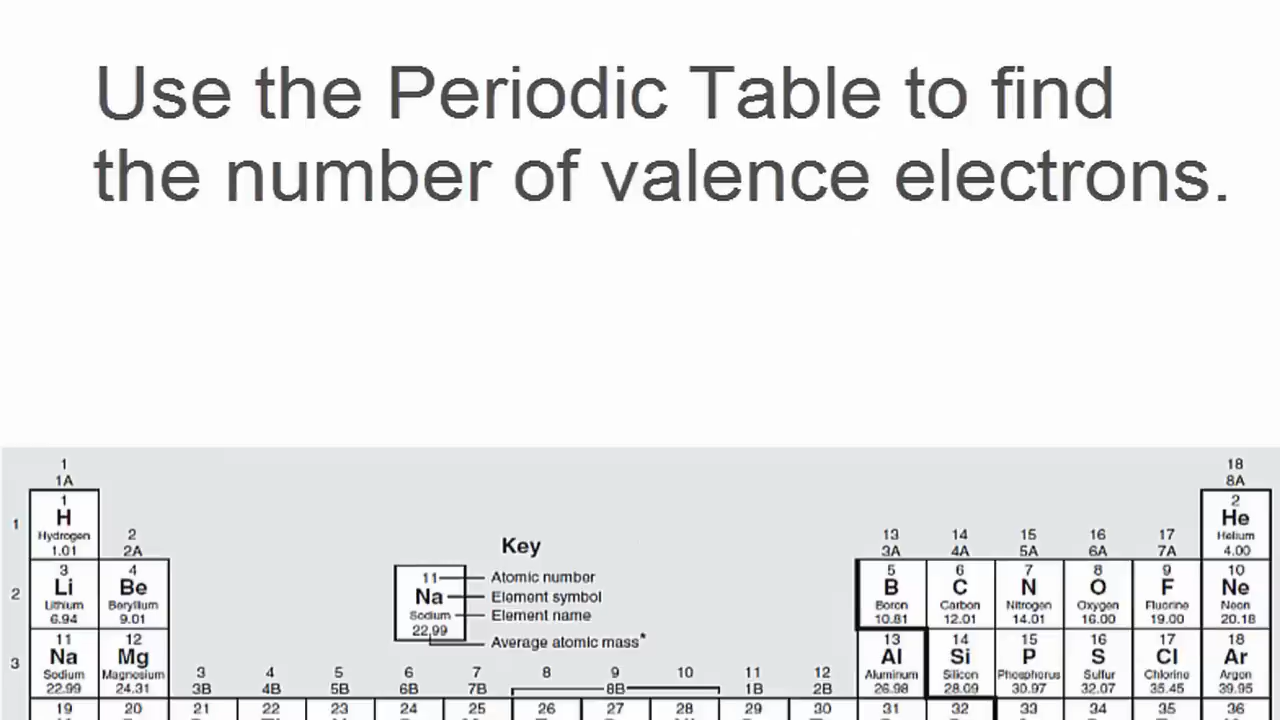 Use the Periodic Table to find
the number of valence electrons.
1 18
1A 8A
1 2
H He
Hydrogen Helium
1.01 4.00
1
2 13 14 15 16 17
2A 3A 4A 5A 6A 7A
Key
3 4 5 6 7 8 9 10
Li Be B C N O F Ne
Lithium Beryllium Boron Carbon Nitrogen Oxygen Fluorine Neon
6.94 9.01 10.81 12.01 14.01 16.00 19.00 20.18
2
11 Atomic number
Na Element symbol
Sodium Element name
22.99 Average atomic mass*
11 12 13 14 15 16 17 18
Na Mg Al Si P S Cl Ar
Sodium Magnesium Aluminum Silicon Phosphorus Sulfur Chlorine Argon
22.99 24.31 26.98 28.09 30.97 32.07 35.45 39.95
3
3 4 5 6 7 8 9 10 11 12
3B 4B 5B 6B 7B 8B 1B 2B
19 20 21 22 23 24 25 26 27 28 29 30 31 32 33 34 35 36